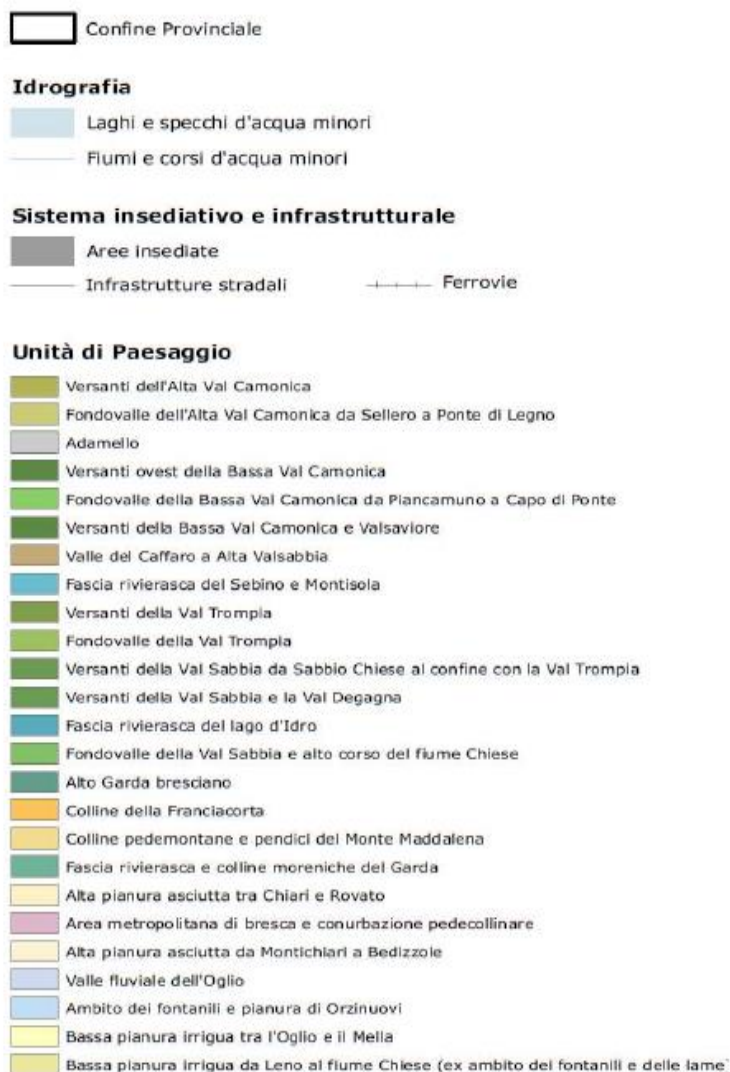 Confine Provinciale
Idrografia
Laghi e specchi d'acqua minori
Fiumi e corsi d'acqua minori
Sistema insediativo e infrastrutturale
Aree insediate
Infrastrutture stradali Ferrovie
Unità di Paesaggio
Versanti dell'Alta Val Camonica
Fondovalle dell'Alta Val Camonica da Sellero a Ponte di Legno
Adamello
Versanti ovest della Bassa Val Camonica
Fondovalle della Bassa Val Camonica da Piancamuno a Capo di Ponte
Versanti della Bassa Val Camonica e Valsaviore
Valle del Caffaro a Alta Valsabbia
Fascia rivierasca del Sebino e Montisola
Versanti della Val Trompia
Fondovalle della Val Trompia
Versanti della Val Sabbia da Sabbio Chiese al confine con la Val Trompia
Versanti della Val Sabbia e la Val Degagna
Fascia rivierasca del lago d'Idro
Fondovalle della Val Sabbia e alto corso del fiume Chiese
Alto Garda bresciano
Colline della Franciacorta
Colline pedemontane e pendici del Monte Maddalena
Fascia rivierasca e colline moreniche del Garda
Alta pianura asciutta tra Chiari e Rovato
Area metropolitana di bresca e conurbazione pedecollinare
Alta pianura asciutta da Montichiari a Bedizzole
Valle fluviale dell'Oglio
Ambito dei fontanili e pianura di Orzinuovi
Bassa pianura irrigua tra l'Oglio e il Mella
Bassa pianura irrigua da Leno al fiume Chiese (ex ambito dei fontanili e delle lame)